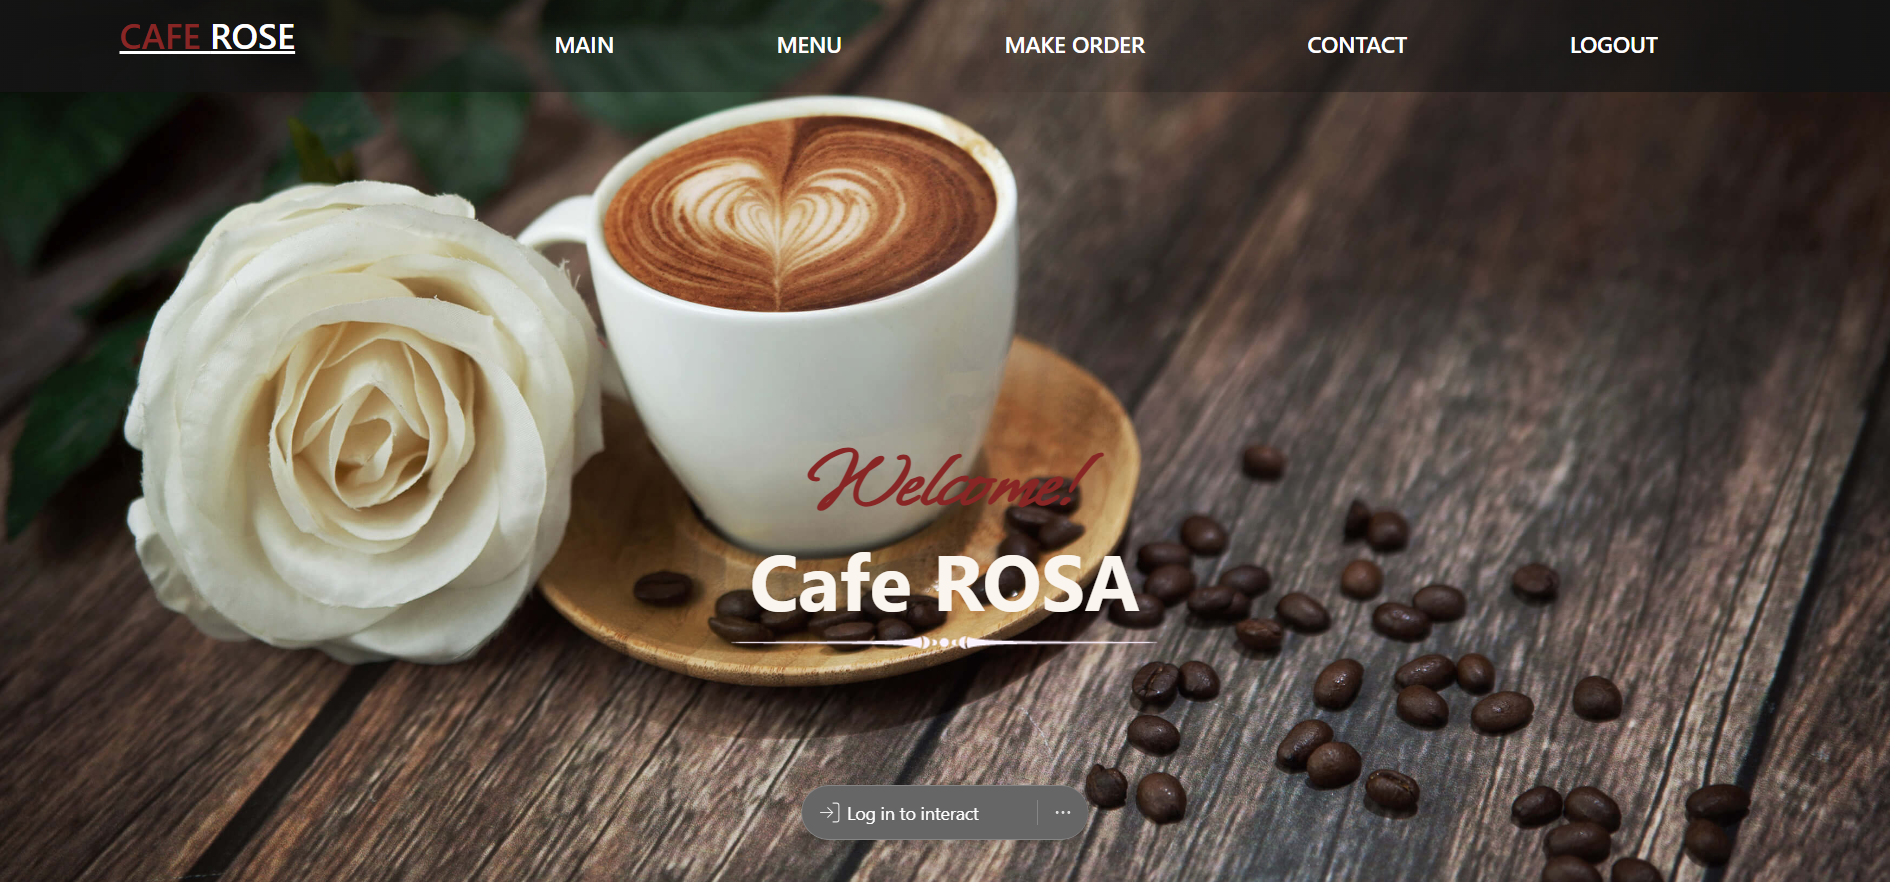 CAFE ROSE
MAIN
MENU
MAKE ORDER
CONTACT
LOGOUT
Welcome!
Cafe ROSA
Log in to interact